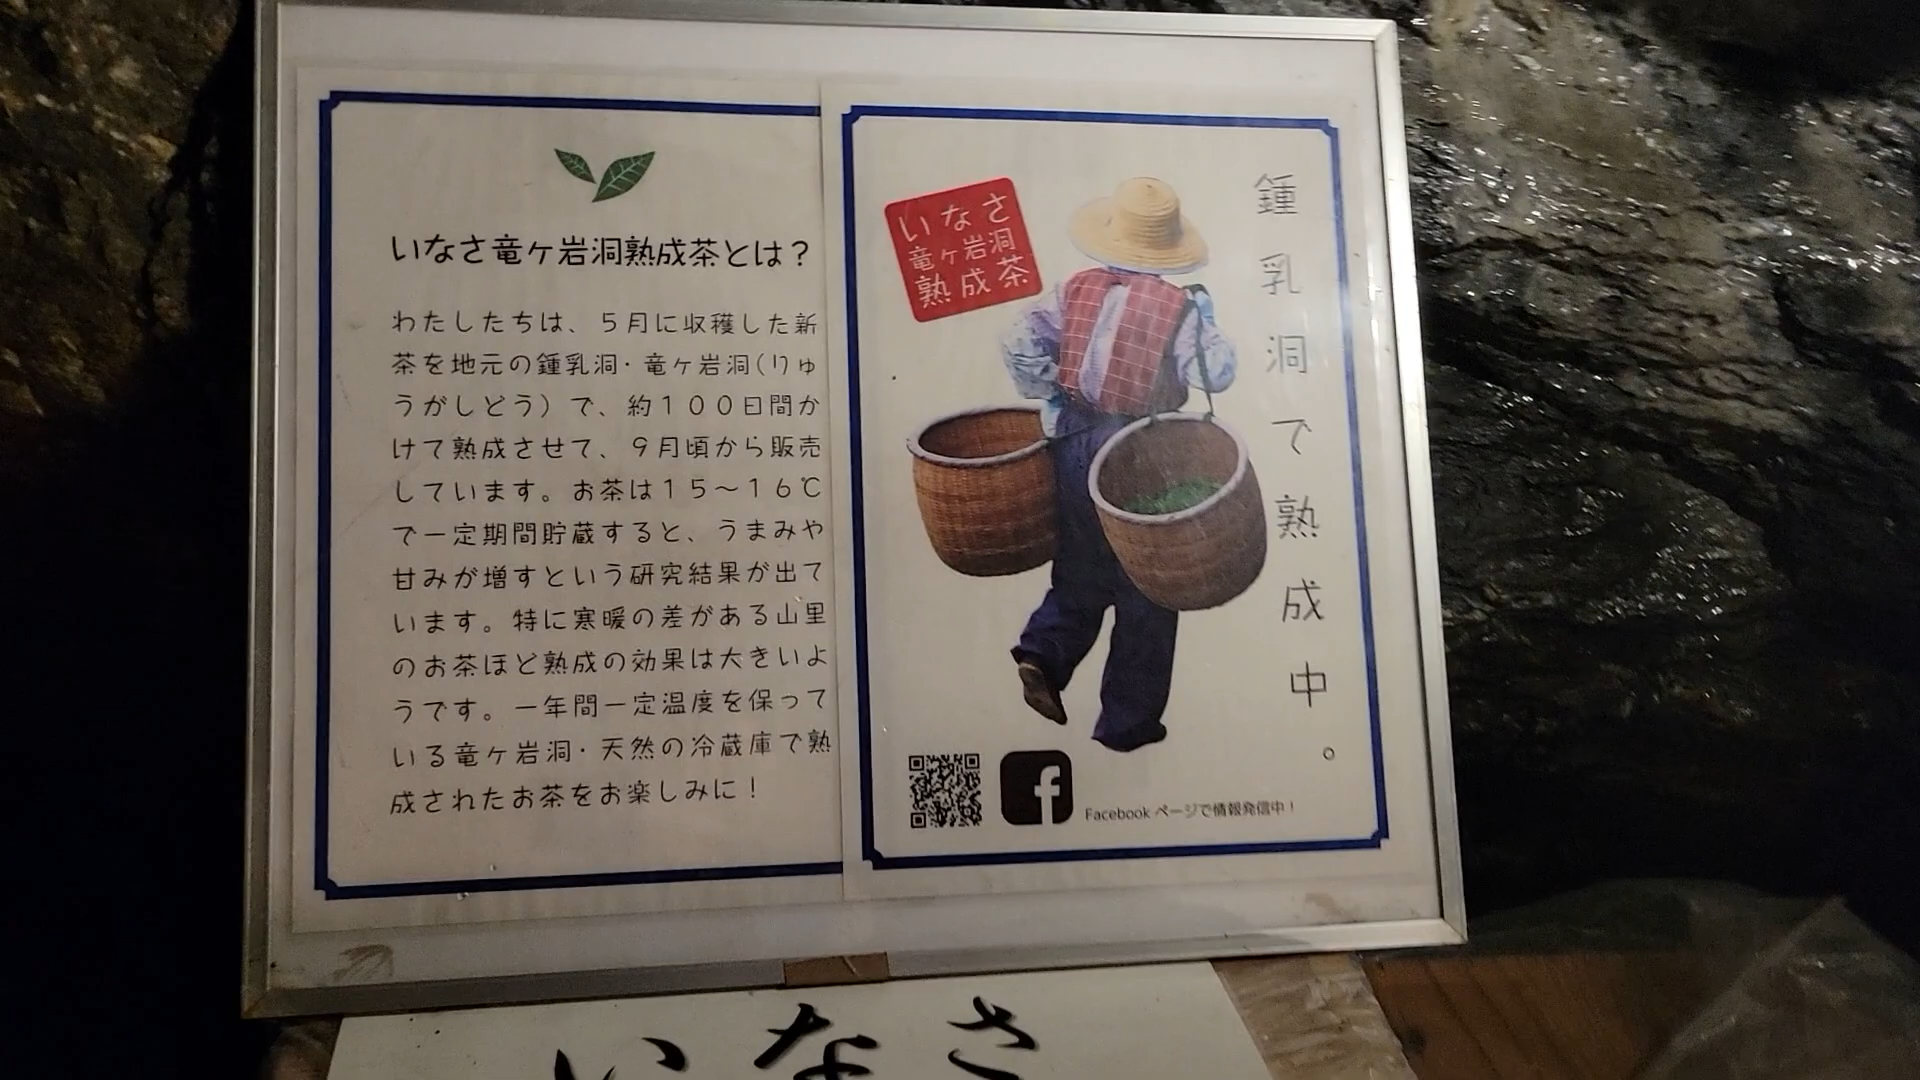 いなさ竜ヶ岩洞熟成茶とは？
わたしたちは、５月に収穫した新
茶を地元の鍾乳洞・竜ヶ岩洞(りゅ
うがしどう）で、約１００日間か
けて熟成させて、９月頃から販売
しています。お茶は１５～１６℃
で一定期間貯蔵すると、うまみや
甘みが増すという研究結果が出て
います。特に寒暖の差がある山里
のお茶ほど熟成の効果は大きいよ
うです。一年間一定温度を保って
いる竜ヶ岩洞・天然の冷蔵庫で熟
成されたお茶をお楽しみに！
いなさ
竜ヶ岩洞
熟成茶
鍾乳洞で熟成中。
Facebook ページで情報発信中！
いなさ